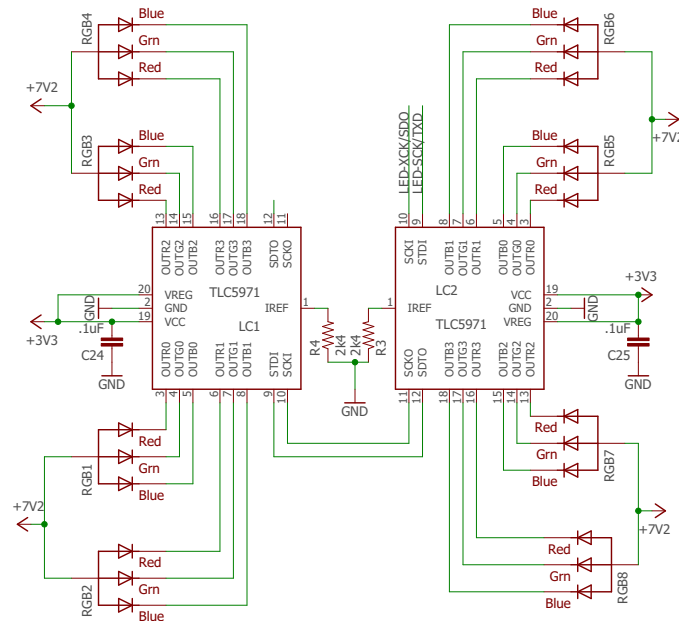 RGB4
Blue
Grn
Red
+7V2
RGB3
Blue
Grn
Red
13
14
15
16
17
18
12
11
OUTR2
OUTG2
OUTB2
OUTR3
OUTG3
OUTB3
SDTO
SCKO
TLC5971
LC1
20
2
19
VREG
GND
VCC
IREF
1
GND
+3V3
.1uF
C24
GND
OUTR0
OUTG0
OUTB0
OUTR1
OUTG1
OUTB1
STDI
SCKI
3
4
5
6
7
8
9
10
R4
2k4
2k4
R3
GND
RGB1
Red
Grn
Blue
+7V2
RGB2
Red
Grn
Blue
Blue
Grn
Red
RGB6
+7V2
Blue
Grn
Red
RGB5
LED-XCK/SDO
LED-SCK/TXD
10
9
8
7
6
5
4
3
SCKI
STDI
OUTB1
OUTG1
OUTR1
OUTB0
OUTG0
OUTR0
LC2
TLC5971
1
IREF
VCC
GND
VREG
19
2
20
GND
+3V3
.1uF
C25
GND
SCKO
SDTO
OUTB3
OUTG3
OUTR3
OUTB2
OUTG2
OUTR2
11
12
18
17
16
15
14
13
Red
Grn
Blue
RGB7
+7V2
Red
Grn
Blue
RGB8